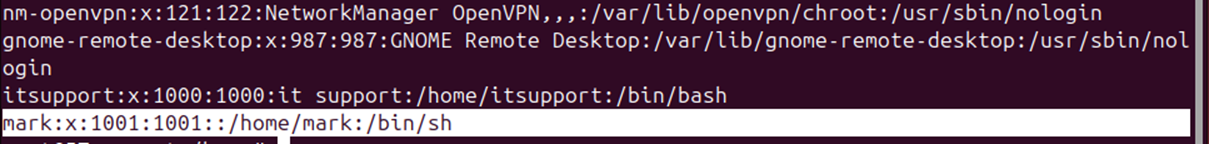 nm-openvpn:x:121:122:NetworkManager OpenVPN,,,:/var/lib/openvpn/chroot:/usr/sbin/nologin
gnome-remote-desktop:x:987:987:GNOME Remote Desktop:/var/lib/gnome-remote-desktop:/usr/sbin/nol
ogin
itsupport:x:1000:1000:it support:/home/itsupport:/bin/bash
mark:x:1001:1001::/home/mark:/bin/sh